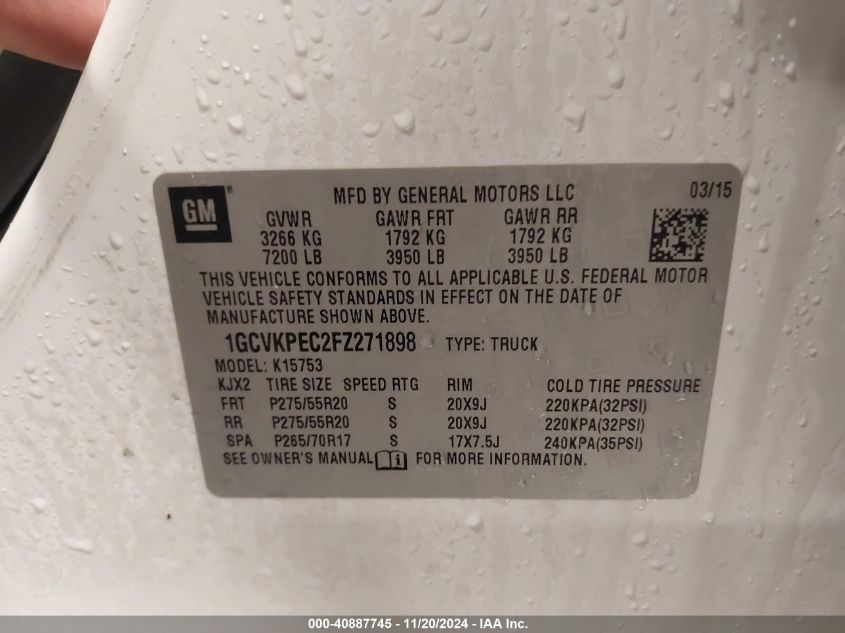 GM ®
MFD BY GENERAL MOTORS LLC 03/15
GVWR GAWR FRT GAWR RR
3266 KG 1792 KG 1792 KG
7200 LB 3950 LB 3950 LB
THIS VEHICLE CONFORMS TO ALL APPLICABLE U.S. FEDERAL MOTOR
VEHICLE SAFETY STANDARDS IN EFFECT ON THE DATE OF
MANUFACTURE SHOWN ABOVE.
1GCVKPEC2FZ271898 TYPE: TRUCK
MODEL: K15753
KJX2 TIRE SIZE SPEED RTG RIM COLD TIRE PRESSURE
FRT P275/55R20 S 20X9J 220KPA(32PSI)
RR P275/55R20 S 20X9J 220KPA(32PSI)
SPA P265/70R17 S 17X7.5J 240KPA(35PSI)
SEE OWNER'S MANUAL i FOR MORE INFORMATION.
000-40887745 - 11/20/2024 - IAA Inc.